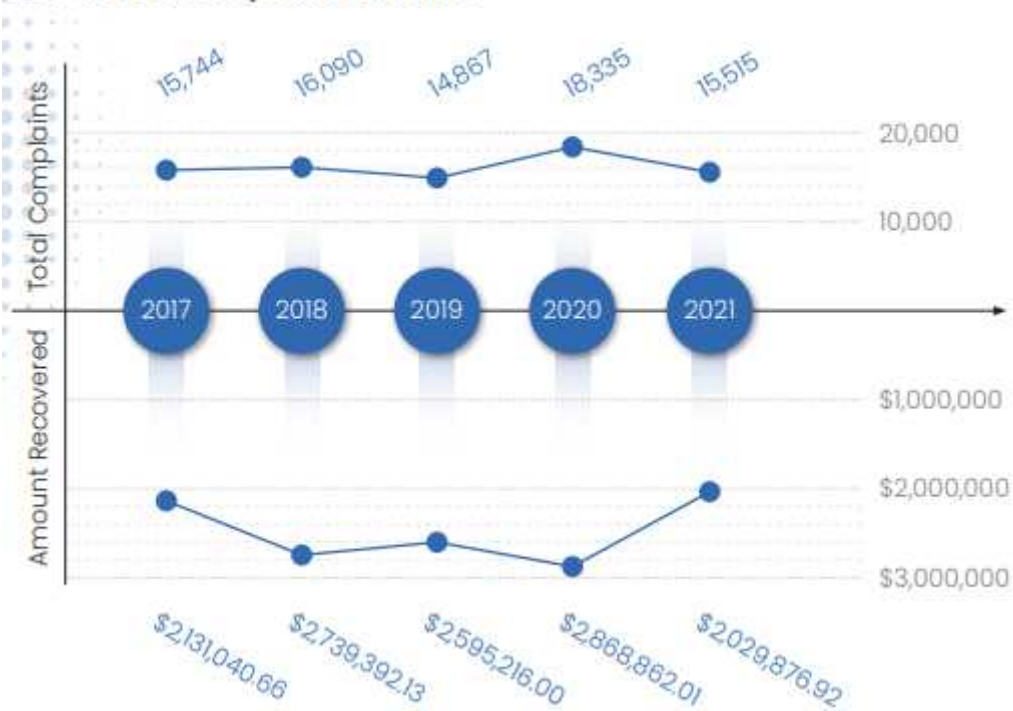 15,744 16,090 14,867 18,335 15,515
Total Complaints
20,000
10,000
2017 2018 2019 2020 2021
Amount Recovered
$1,000,000
$2,000,000
$3,000,000
$2,131,040.66 $2,739,392.13 $2,595,216.00 $2,868,862.01 $2,029,876.92